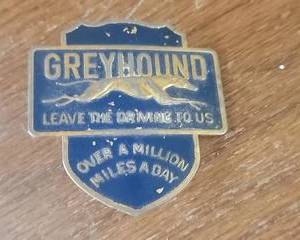 GREYHOUND
LEAVE THE DRIVING TO US
OVER A MILLION
MILES A DAY